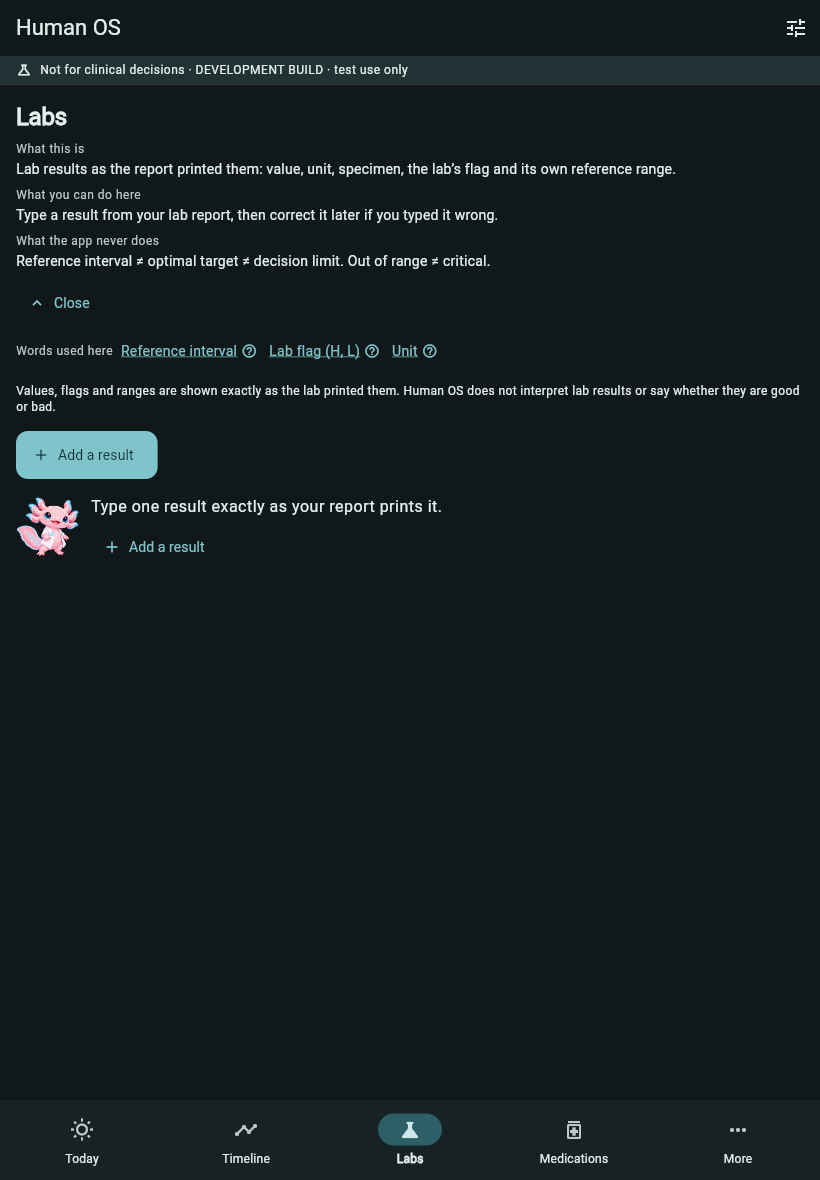 Human OS
Not for clinical decisions · DEVELOPMENT BUILD · test use only
Labs
What this is
Lab results as the report printed them: value, unit, specimen, the lab’s flag and its own reference range.
What you can do here
Type a result from your lab report, then correct it later if you typed it wrong.
What the app never does
Reference interval ≠ optimal target ≠ decision limit. Out of range ≠ critical.
Close
Words used here Reference interval Lab flag (H, L) Unit
Values, flags and ranges are shown exactly as the lab printed them. Human OS does not interpret lab results or say whether they are good
or bad.
Add a result
Type one result exactly as your report prints it.
Add a result
Today Timeline Labs Medications More